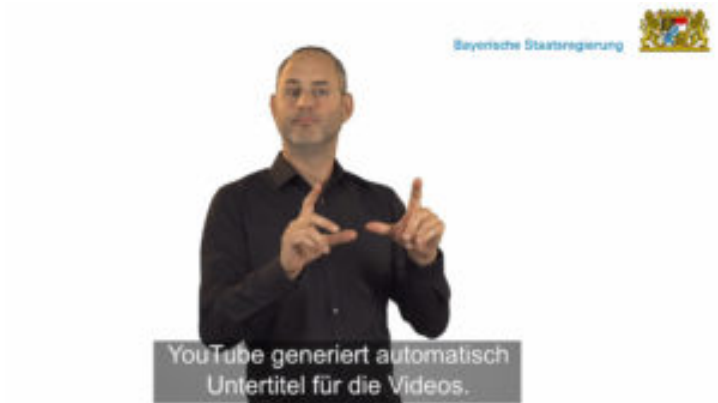 Bayerische Staatsregierung
YouTube generiert automatisch
Untertitel für die Videos.